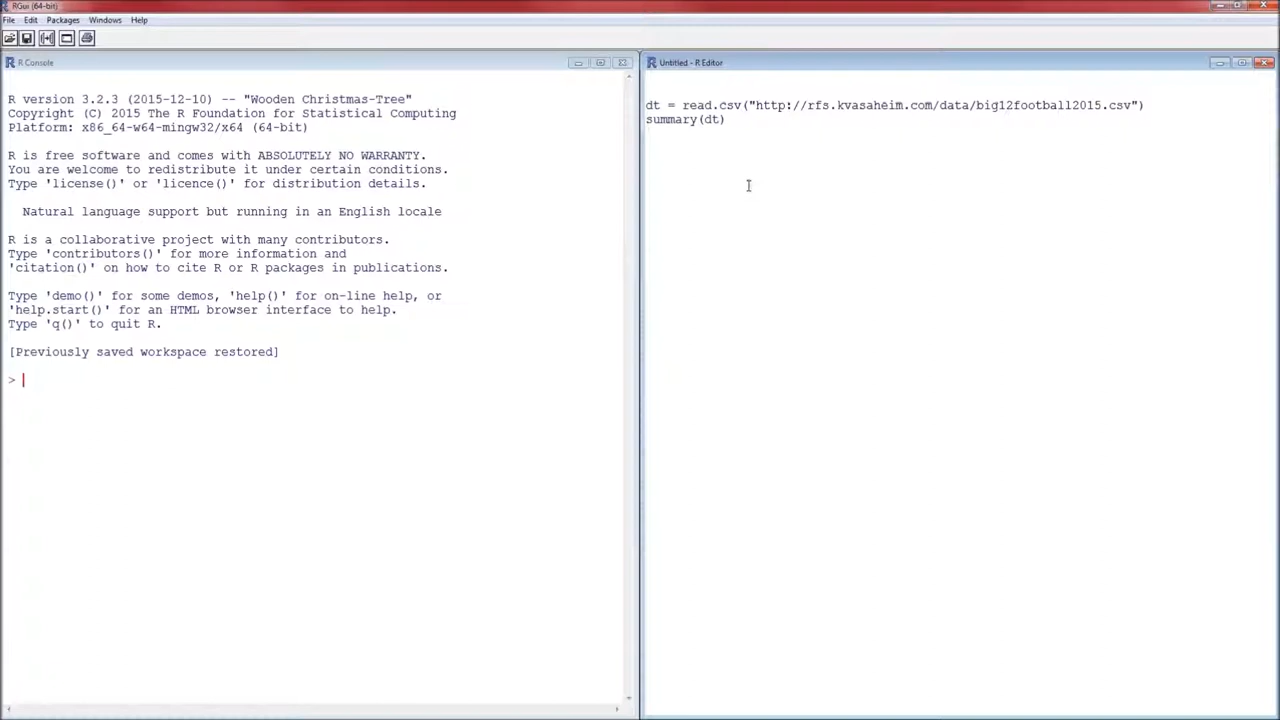 RGui (64-bit)
File Edit Packages Windows Help
R Console
R version 3.2.3 (2015-12-10) -- "Wooden Christmas-Tree"
Copyright (C) 2015 The R Foundation for Statistical Computing
Platform: x86_64-w64-mingw32/x64 (64-bit)
R is free software and comes with ABSOLUTELY NO WARRANTY.
You are welcome to redistribute it under certain conditions.
Type 'license()' or 'licence()' for distribution details.
Natural language support but running in an English locale
R is a collaborative project with many contributors.
Type 'contributors()' for more information and
'citation()' on how to cite R or R packages in publications.
Type 'demo()' for some demos, 'help()' for on-line help, or
'help.start()' for an HTML browser interface to help.
Type 'q()' to quit R.
[Previously saved workspace restored]
>
Untitled - R Editor
dt = read.csv("http://rfs.kvasaheim.com/data/big12football2015.csv")
summary(dt)